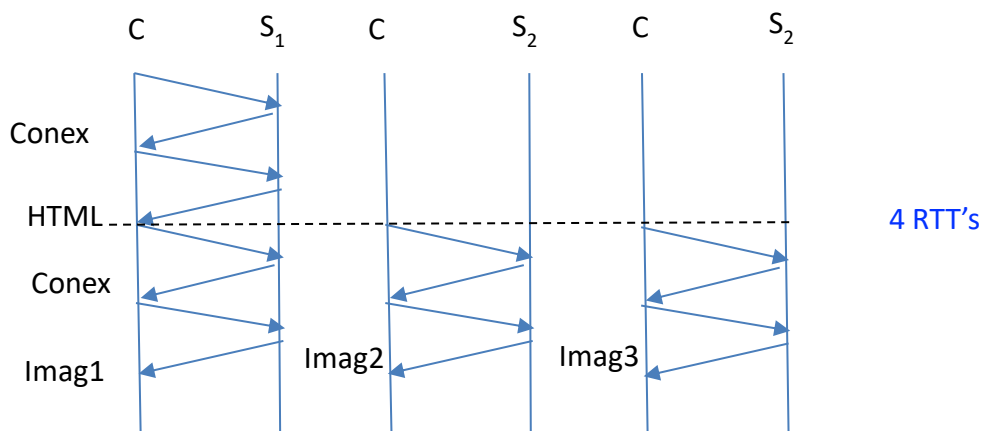 C S₁ C S₂ C S₂
Conex
HTML 4 RTT’s
Conex
Imag1 Imag2 Imag3